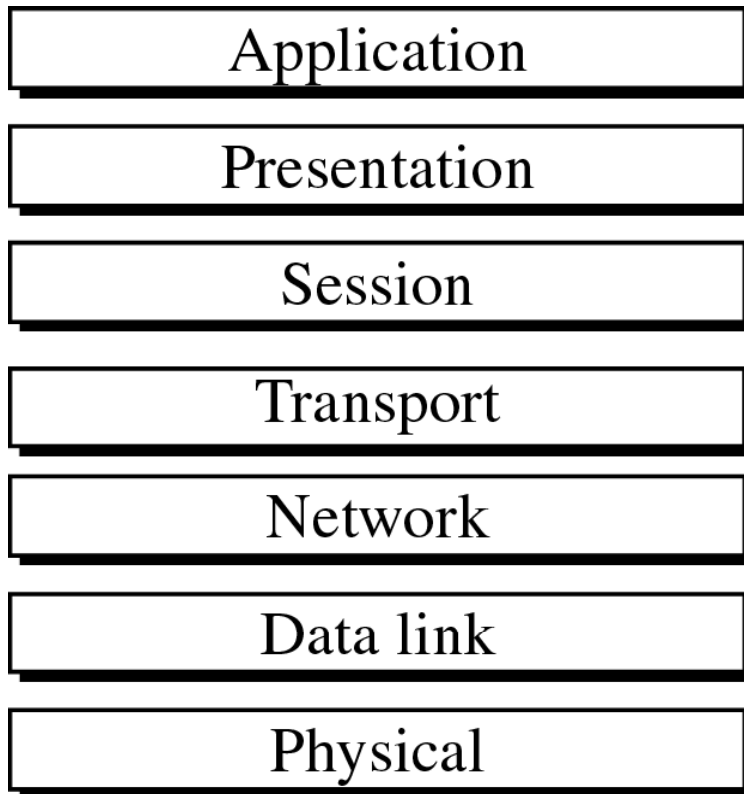 Application
Presentation
Session
Transport
Network
Data link
Physical